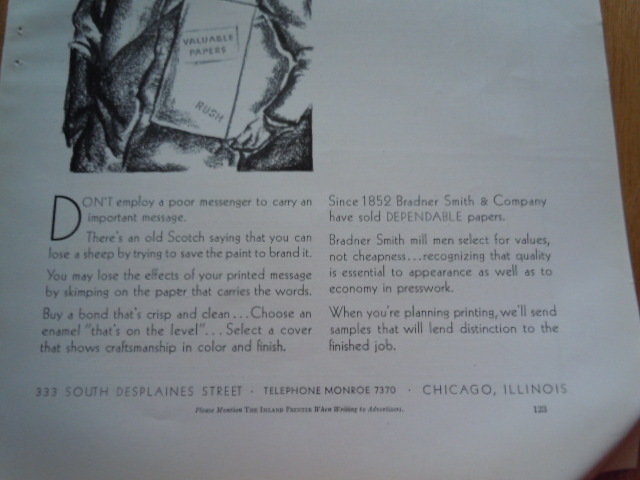 VALUABLE
PAPERS
RUSH
DON'T employ a poor messenger to carry an
important message.
There's an old Scotch saying that you can
lose a sheep by trying to save the paint to brand it.
You may lose the effects of your printed message
by skimping on the paper that carries the words.
Buy a bond that's crisp and clean...Choose an
enamel "that's on the level"...Select a cover
that shows craftsmanship in color and finish.
Since 1852 Bradner Smith & Company
have sold DEPENDABLE papers.
Bradner Smith mill men select for values,
not cheapness...recognizing that quality
is essential to appearance as well as to
economy in presswork.
When you're planning printing, we'll send
samples that will lend distinction to the
finished job.
333 SOUTH DESPLAINES STREET · TELEPHONE MONROE 7370 · CHICAGO, ILLINOIS
Please Mention THE INLAND PRINTER When Writing to Advertisers.
123